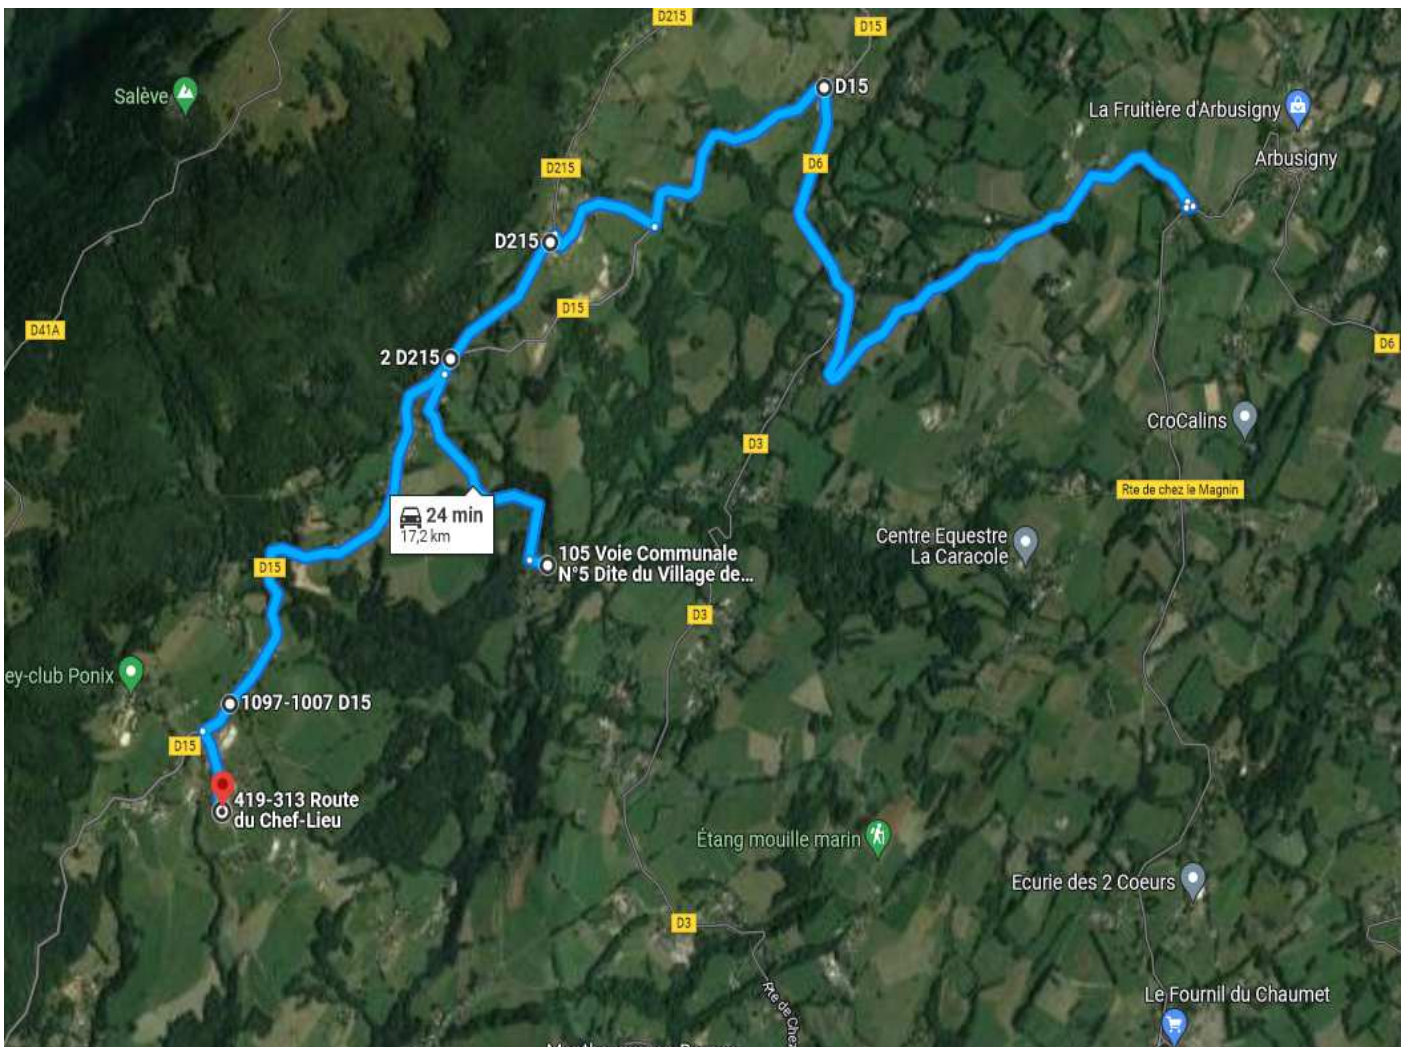 D215
D15
Salève
D15
La Fruitière d'Arbusigny
Arbusigny
D6
D215
D215
D15
D41A
2 D215
D6
CroCalins
D3
Rte de chez le Magnin
24 min
17,2 km
Centre Equestre
La Caracole
105 Voie Communale
N°5 Dite du Village de...
D15
D3
ey-club Ponix
1097-1007 D15
D15
419-313 Route
du Chef-Lieu
Étang mouille marin
Ecurie des 2 Coeurs
D3
Rte de Chez
Le Fournil du Chaumet